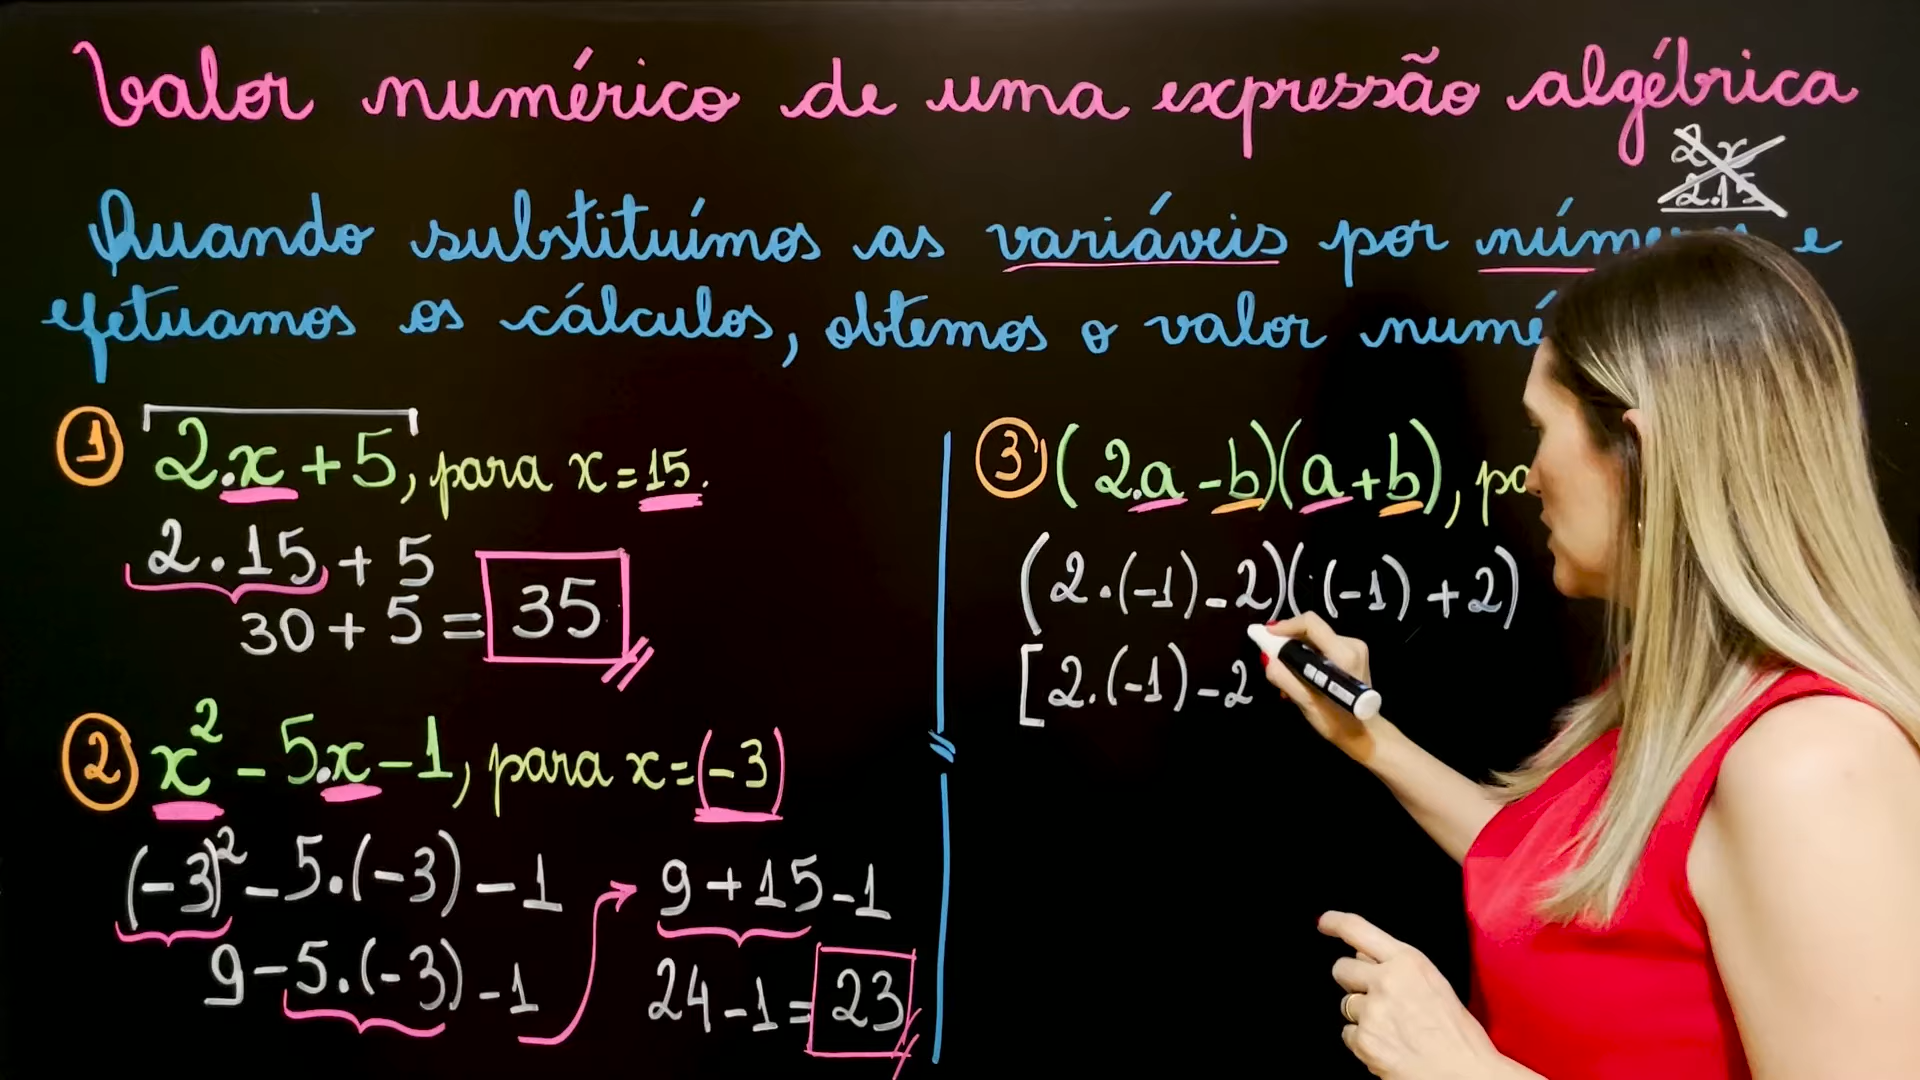 Valor numérico de uma expressão algébrica
2.x
2.15
Quando substituímos as variáveis por e
efetuamos os cálculos, obtemos o valor
① 2.x + 5, para x = 15.
2.15 + 5
30 + 5 = 35
② x² - 5.x - 1, para x = (-3)
(-3)² - 5.(-3) - 1
9 - 5.(-3) - 1
9 + 15 - 1
24 - 1 = 23
③ (2.a - b)(a + b),
(2.(-1) - 2)((-1) + 2)
[2.(-1) - 2